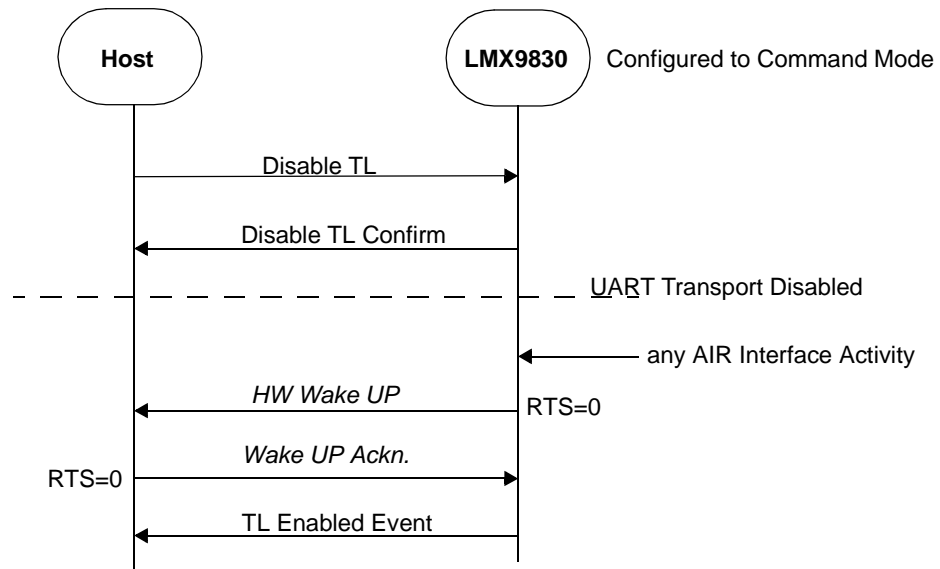 Host
LMX9830
Configured to Command Mode
Disable TL
Disable TL Confirm
UART Transport Disabled
any AIR Interface Activity
HW Wake UP
RTS=0
Wake UP Ackn.
RTS=0
TL Enabled Event